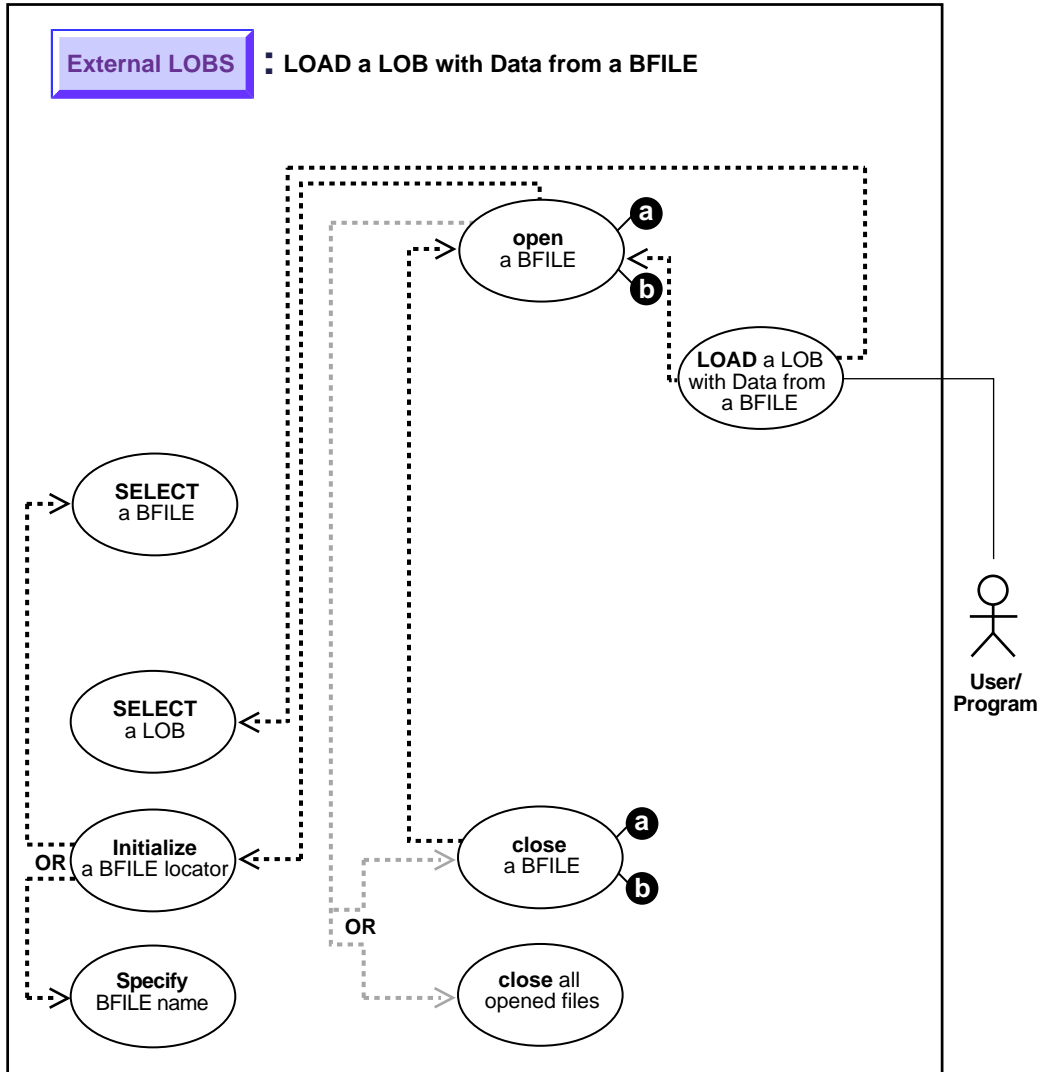 External LOBS : LOAD a LOB with Data from a BFILE
a
open
a BFILE
b
LOAD a LOB
with Data from
a BFILE
SELECT
a BFILE
User/
Program
SELECT
a LOB
Initialize
a BFILE locator
OR
a
close
a BFILE
b
OR
Specify
BFILE name
close all
opened files